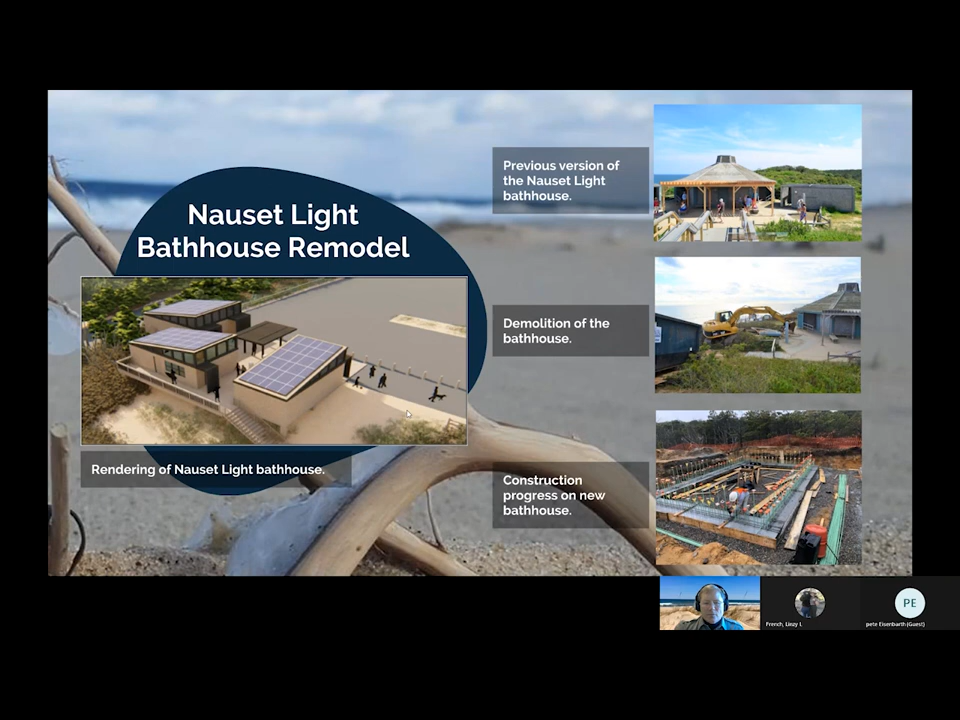 Nauset Light
Bathhouse Remodel
Rendering of Nauset Light bathhouse.
Previous version of
the Nauset Light
bathhouse.
Demolition of the
bathhouse.
Construction
progress on new
bathhouse.
French, Linzy L
PE
pete Eisenbarth (Guest)